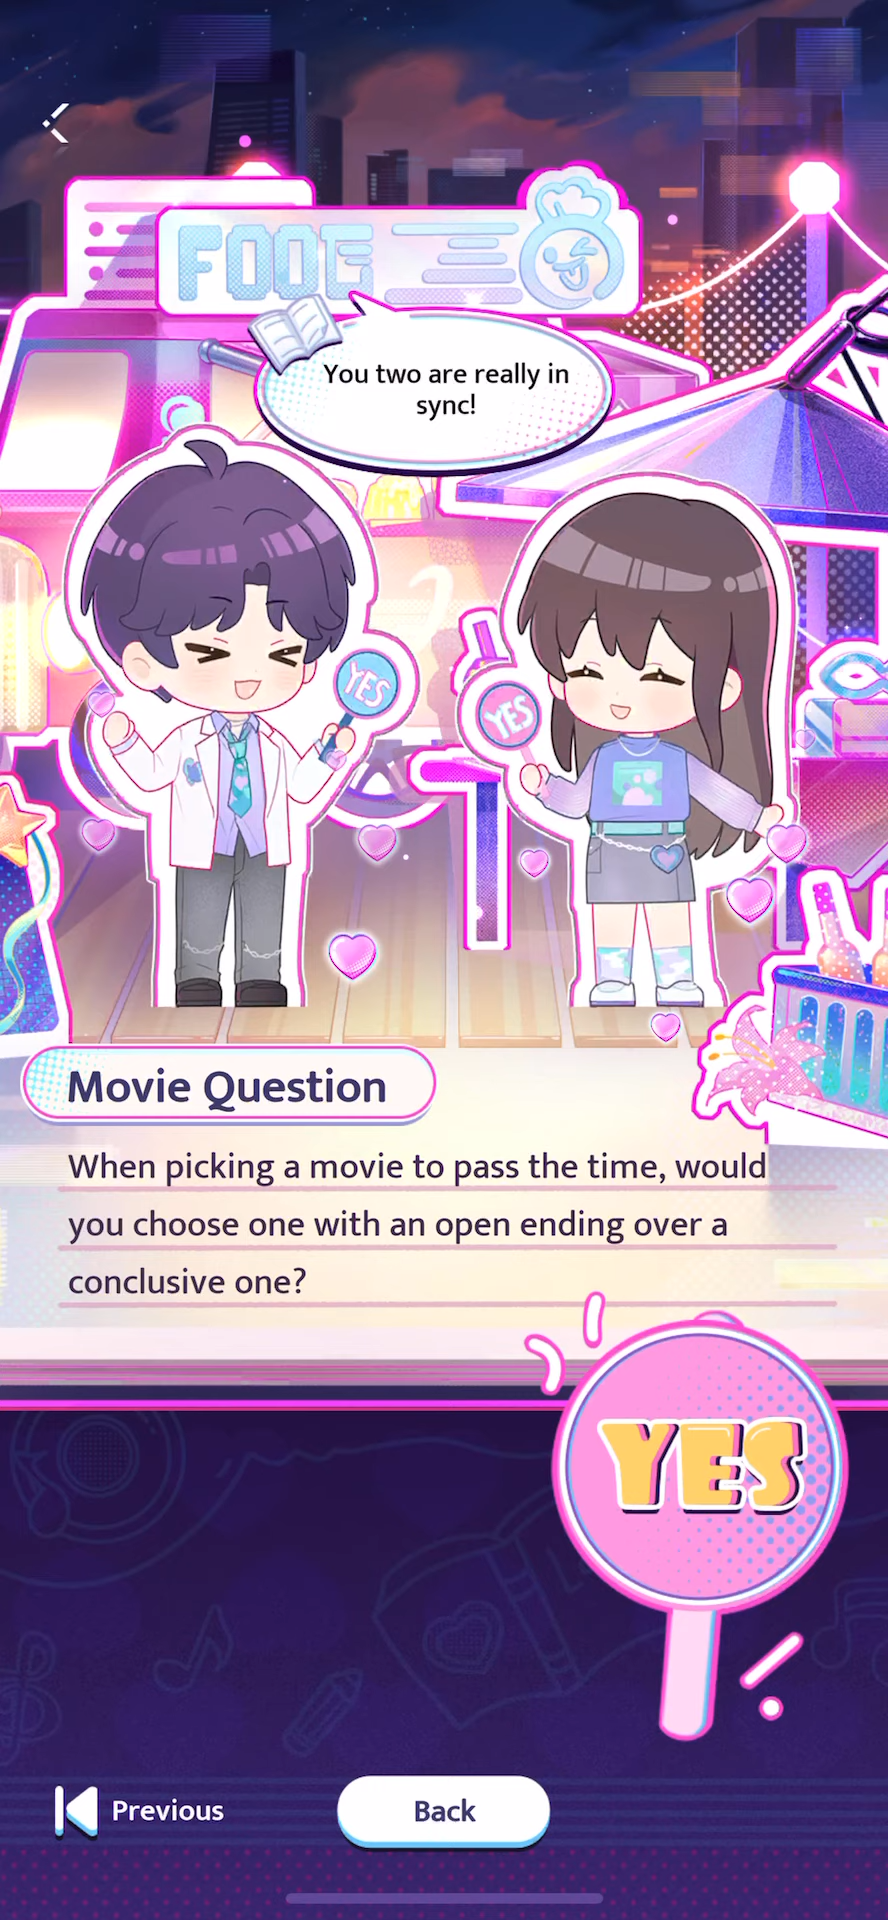 FOOD
You two are really in
sync!
YES
YES
Movie Question
When picking a movie to pass the time, would
you choose one with an open ending over a
conclusive one?
YES
Previous
Back